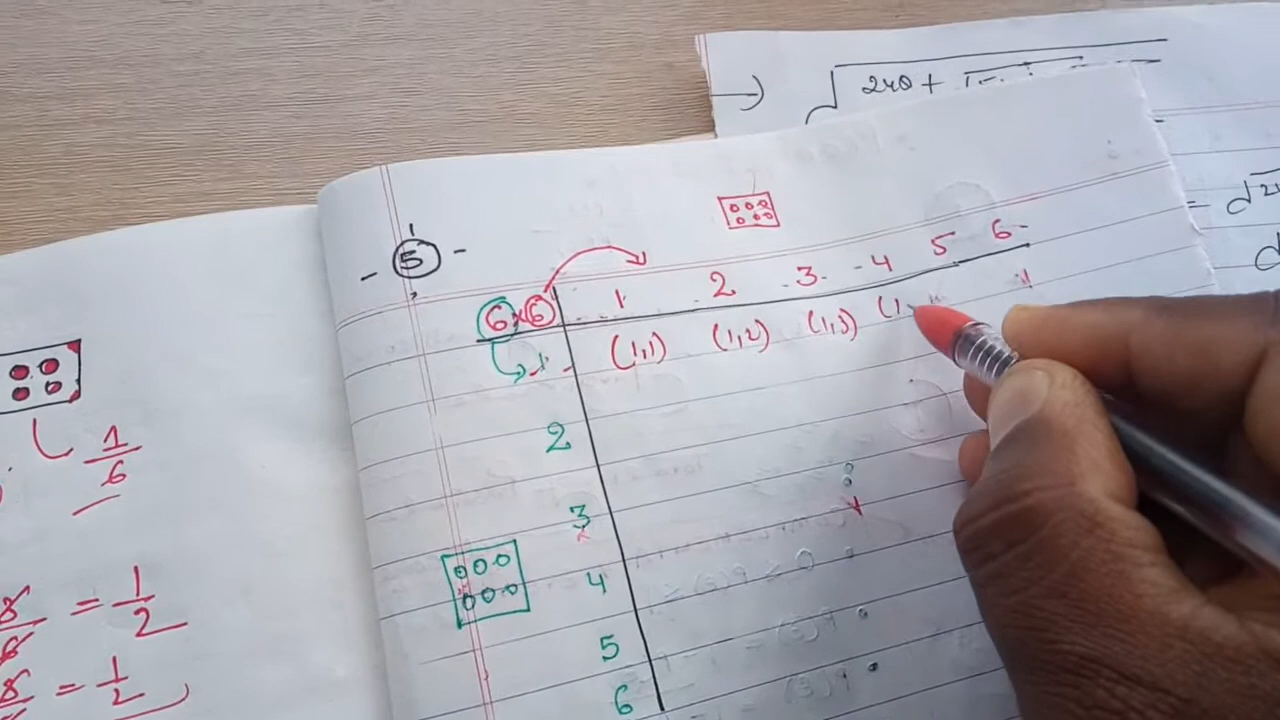 → √240 +
- 5 -
6×6 1 2 3 4 5 6
1 (1,1) (1,2) (1,3) (1,
2
3
4
5
6
1/6
= 1/2
= 1/2